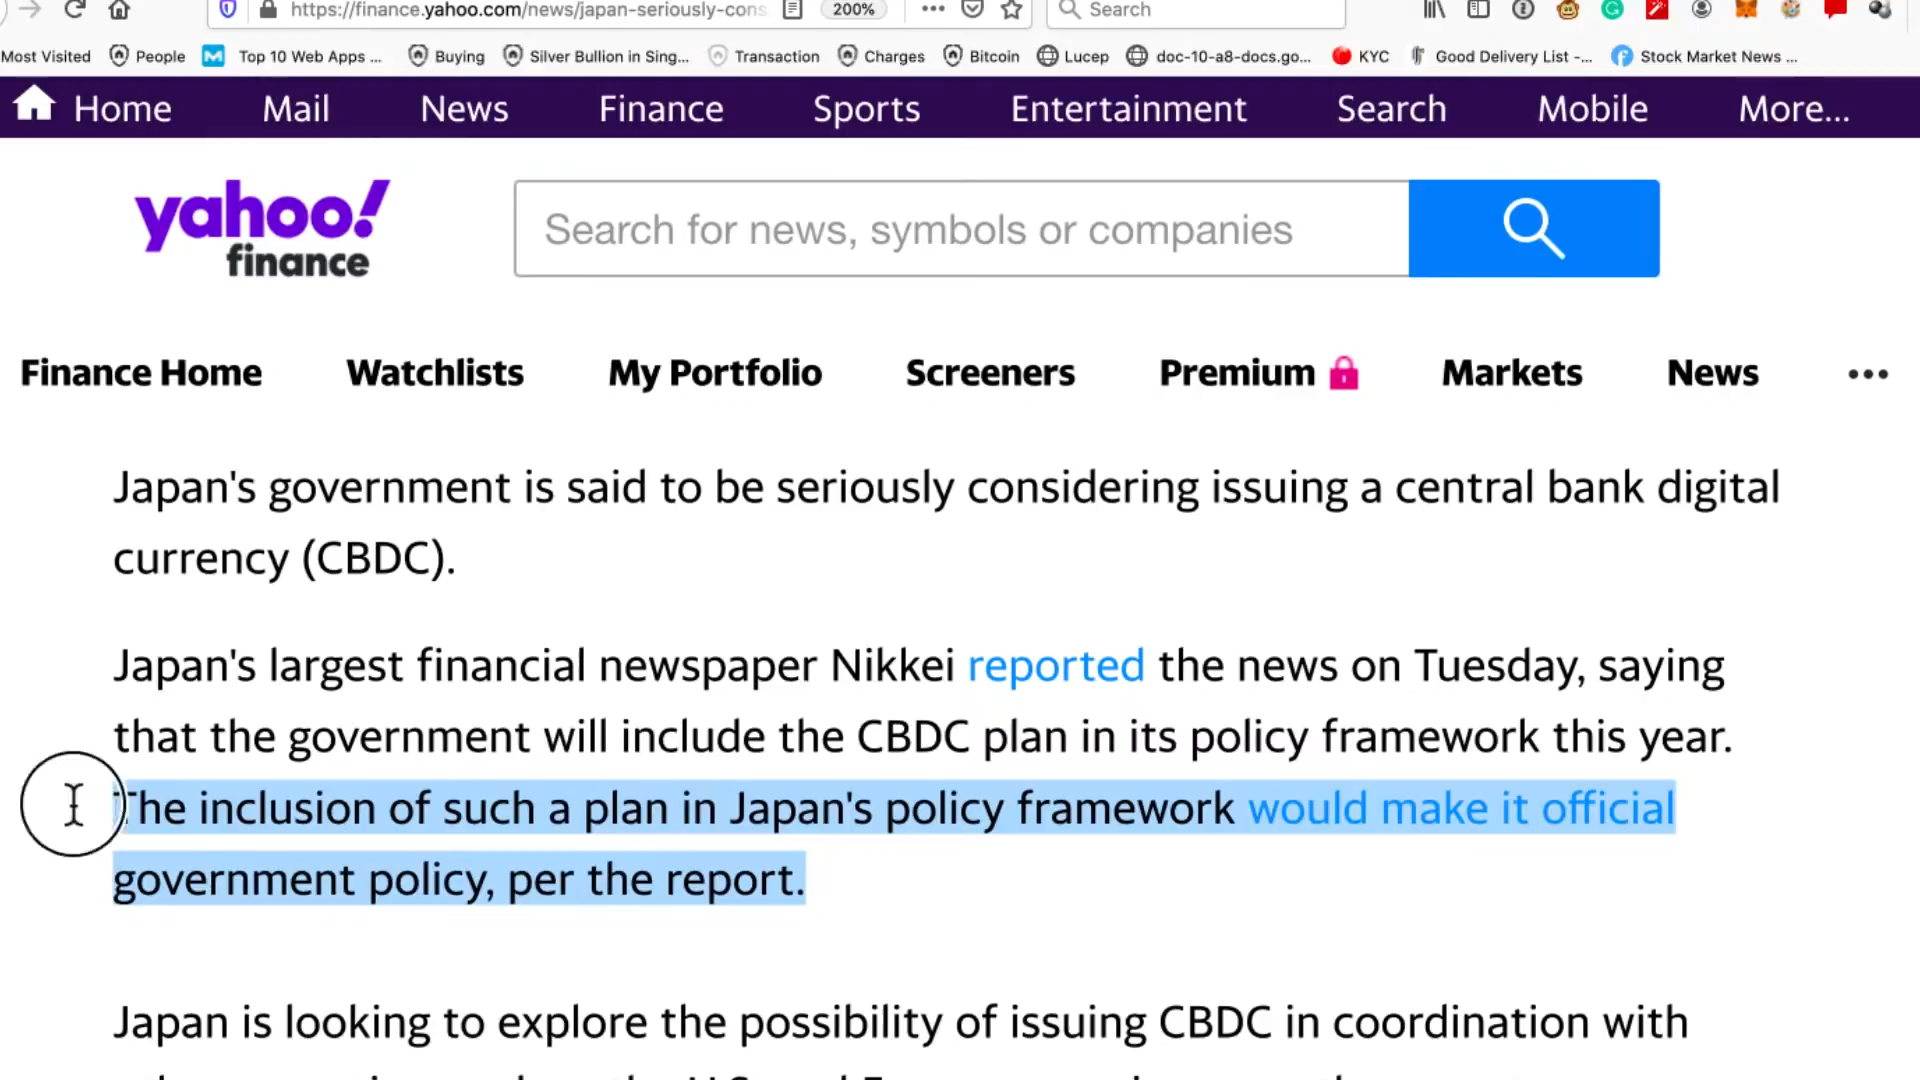 https://finance.yahoo.com/news/japan-seriously-cons 200% Search
Most Visited People Top 10 Web Apps ... Buying Silver Bullion in Sing... Transaction Charges Bitcoin Lucep doc-10-a8-docs.go... KYC Good Delivery List -... Stock Market News ...
Home Mail News Finance Sports Entertainment Search Mobile More...
yahoo!
finance
Search for news, symbols or companies
Finance Home Watchlists My Portfolio Screeners Premium Markets News
Japan's government is said to be seriously considering issuing a central bank digital
currency (CBDC).
Japan's largest financial newspaper Nikkei reported the news on Tuesday, saying
that the government will include the CBDC plan in its policy framework this year.
The inclusion of such a plan in Japan's policy framework would make it official
government policy, per the report.
Japan is looking to explore the possibility of issuing CBDC in coordination with